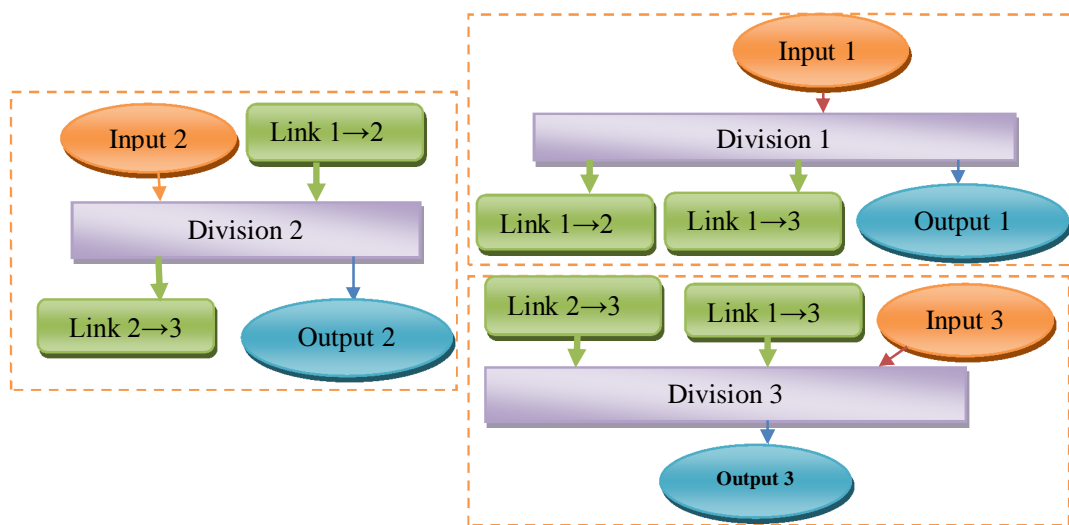 Input 2
Link 1→2
Division 2
Link 2→3
Output 2
Input 1
Division 1
Link 1→2
Link 1→3
Output 1
Link 2→3
Link 1→3
Input 3
Division 3
Output 3